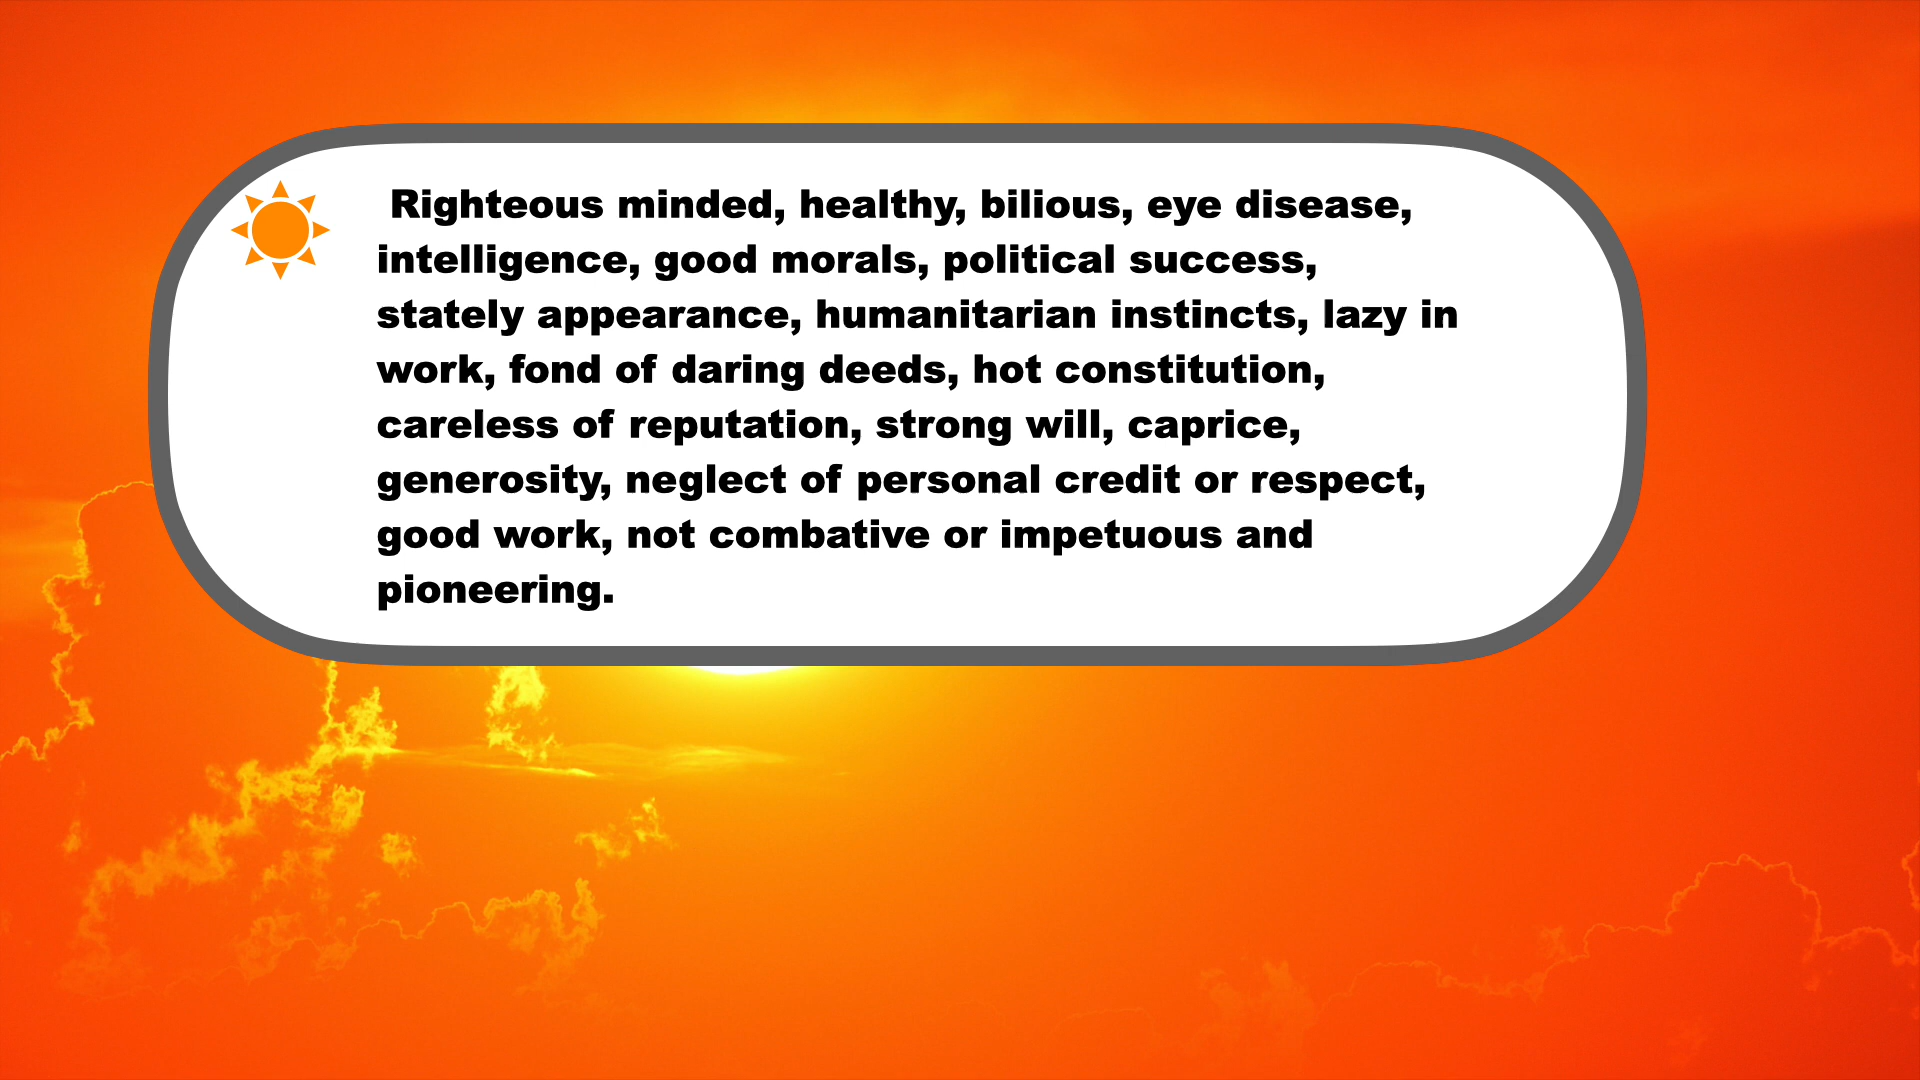 Righteous minded, healthy, bilious, eye disease,
intelligence, good morals, political success,
stately appearance, humanitarian instincts, lazy in
work, fond of daring deeds, hot constitution,
careless of reputation, strong will, caprice,
generosity, neglect of personal credit or respect,
good work, not combative or impetuous and
pioneering.